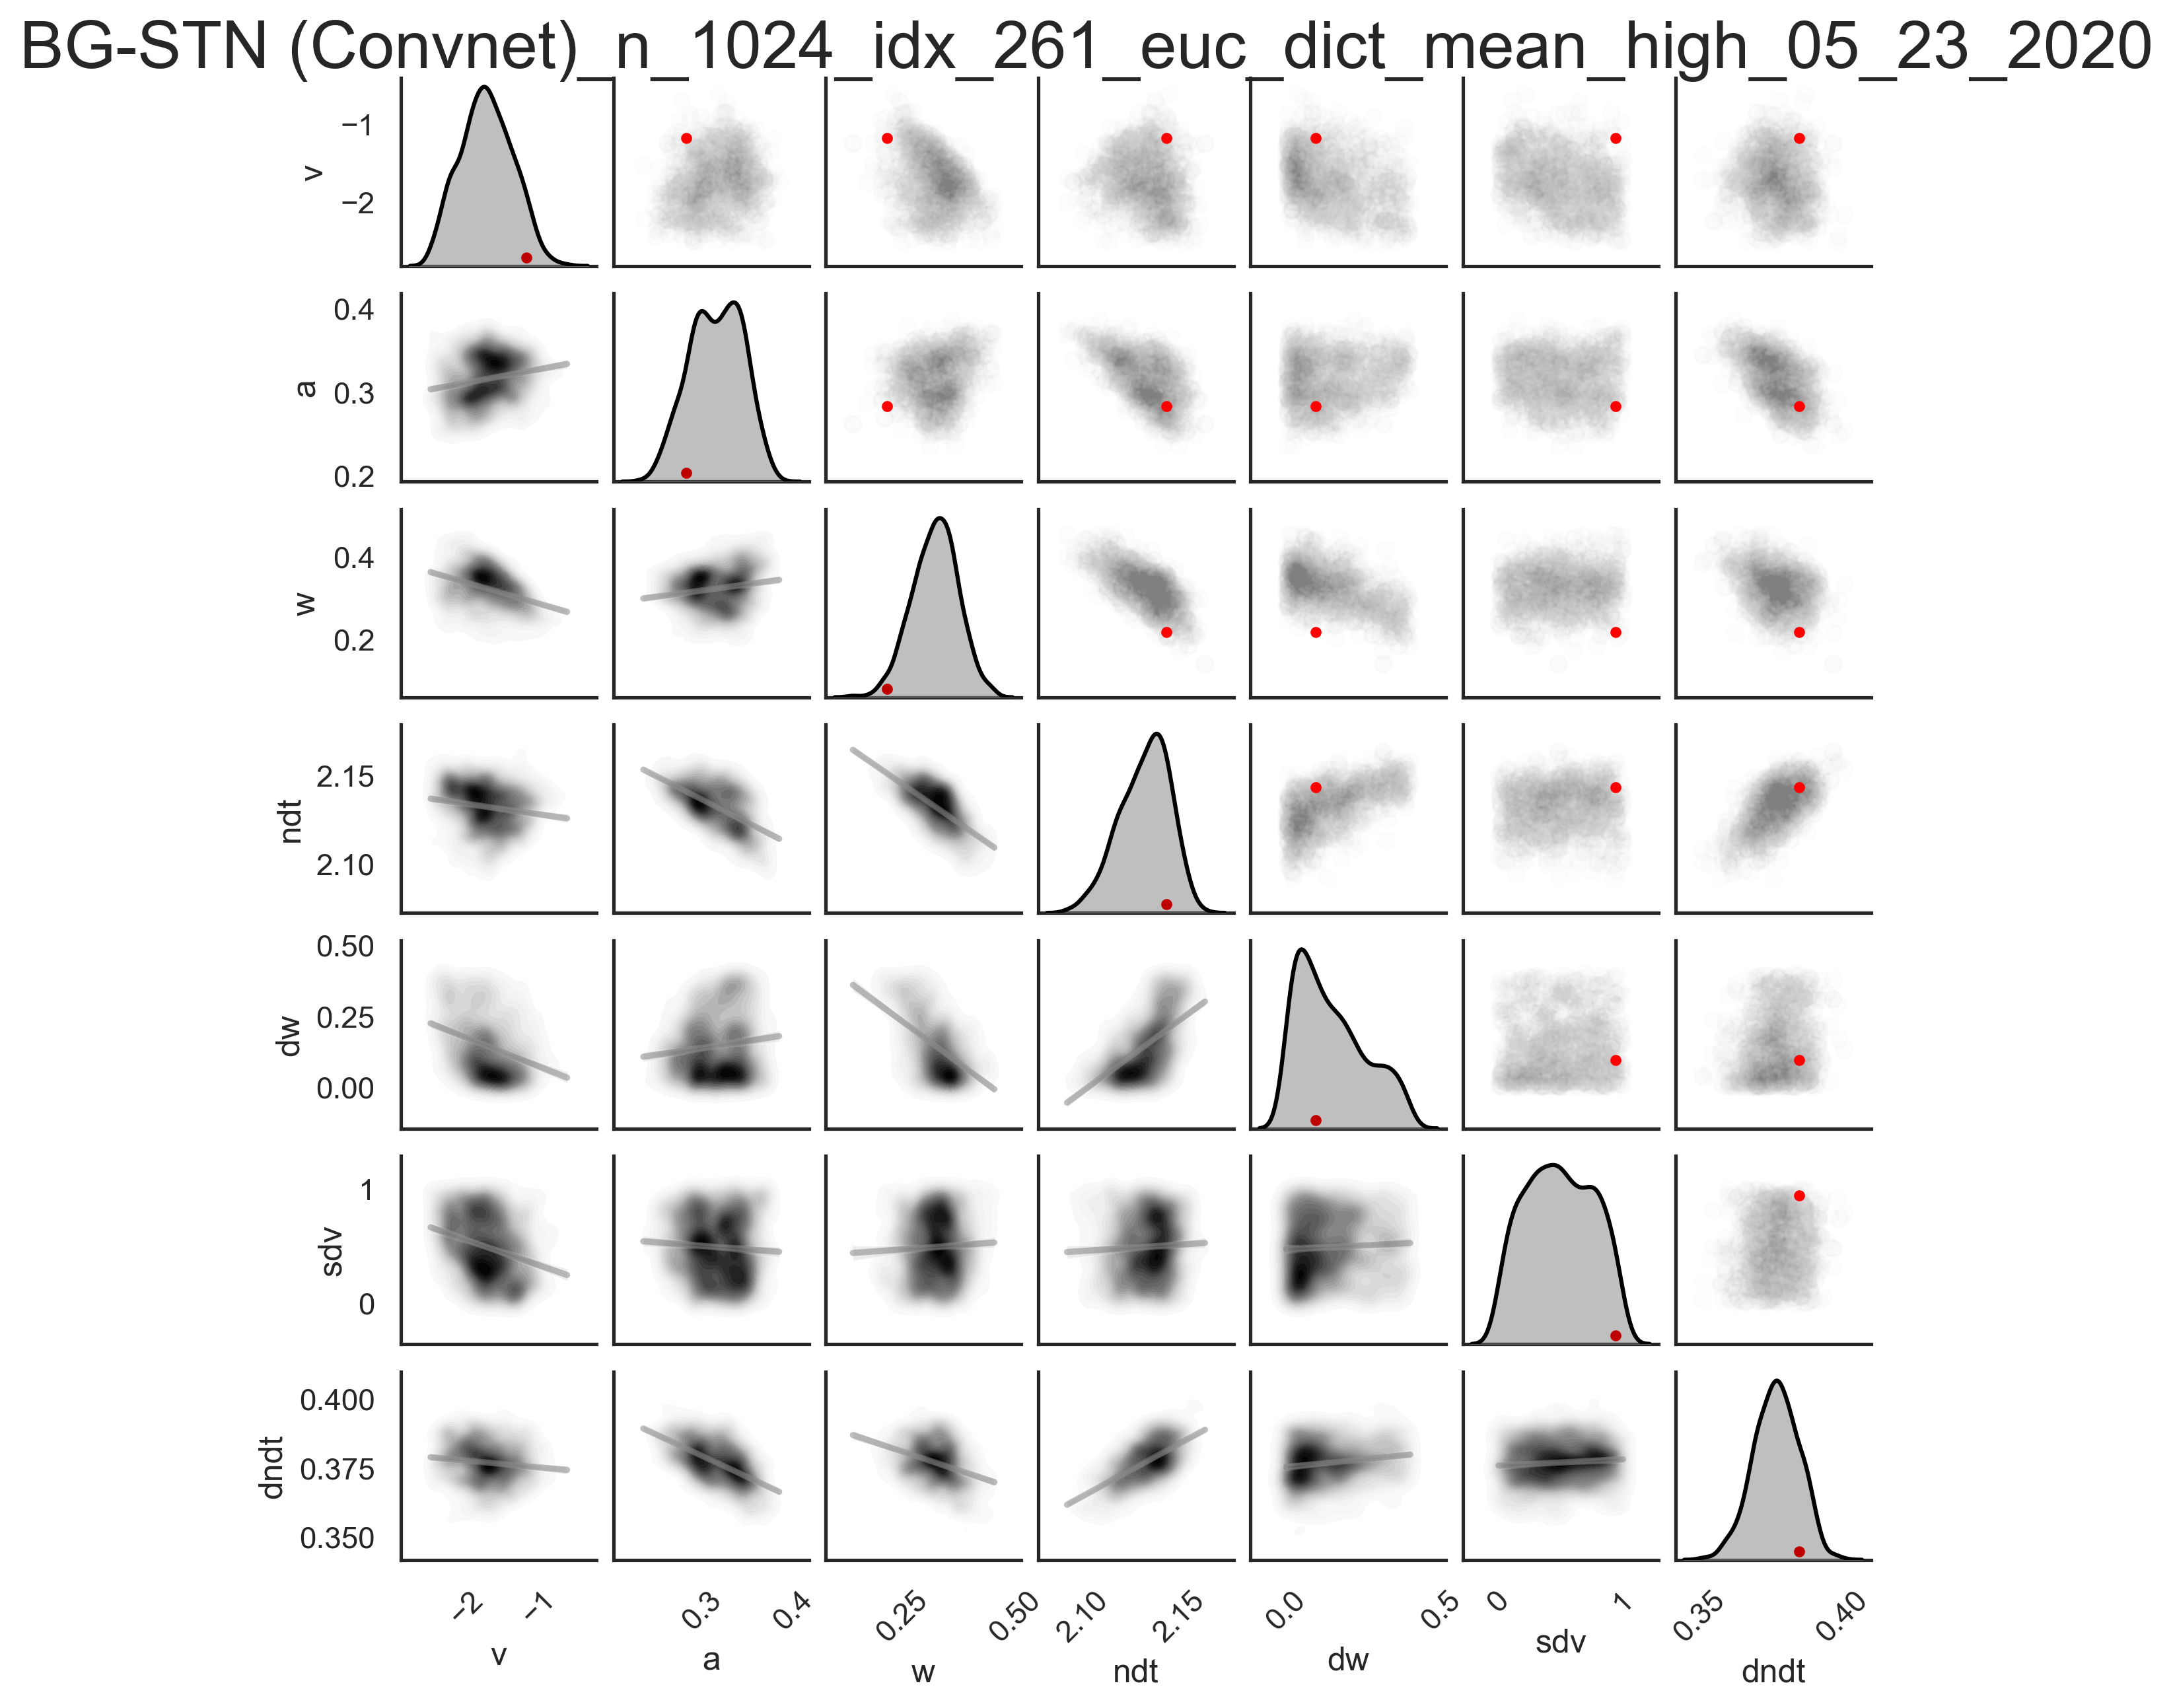 BG-STN (Convnet)_n_1024_idx_261_euc_dict_mean_high_05_23_2020
−1
−2
v
0.4
0.3
0.2
a
0.4
0.2
w
2.15
2.10
ndt
0.50
0.25
0.00
dw
1
0
sdv
0.400
0.375
0.350
dndt
−2 −1
v
0.3 0.4
a
0.25 0.50
w
2.10 2.15
ndt
0.0 0.5
dw
0 1
sdv
0.35 0.40
dndt